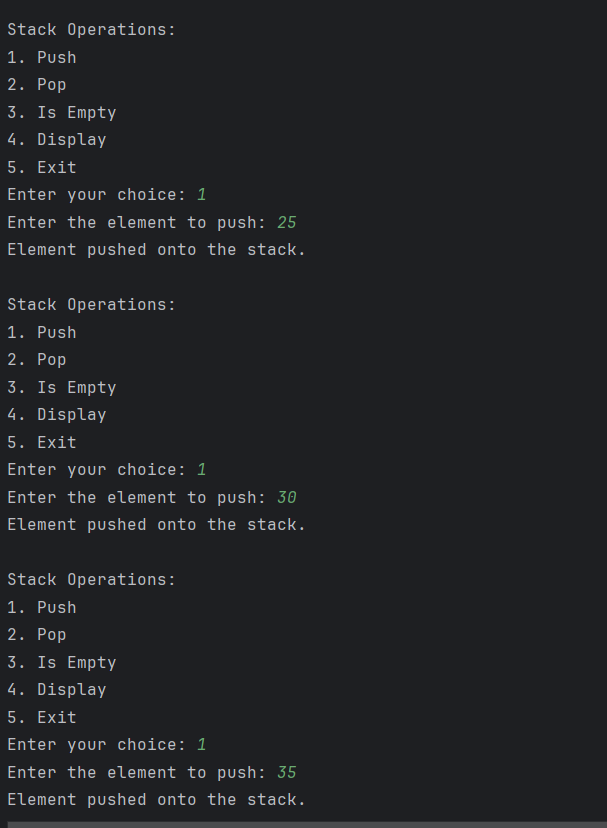 Stack Operations:
1. Push
2. Pop
3. Is Empty
4. Display
5. Exit
Enter your choice: 1
Enter the element to push: 25
Element pushed onto the stack.

Stack Operations:
1. Push
2. Pop
3. Is Empty
4. Display
5. Exit
Enter your choice: 1
Enter the element to push: 30
Element pushed onto the stack.

Stack Operations:
1. Push
2. Pop
3. Is Empty
4. Display
5. Exit
Enter your choice: 1
Enter the element to push: 35
Element pushed onto the stack.